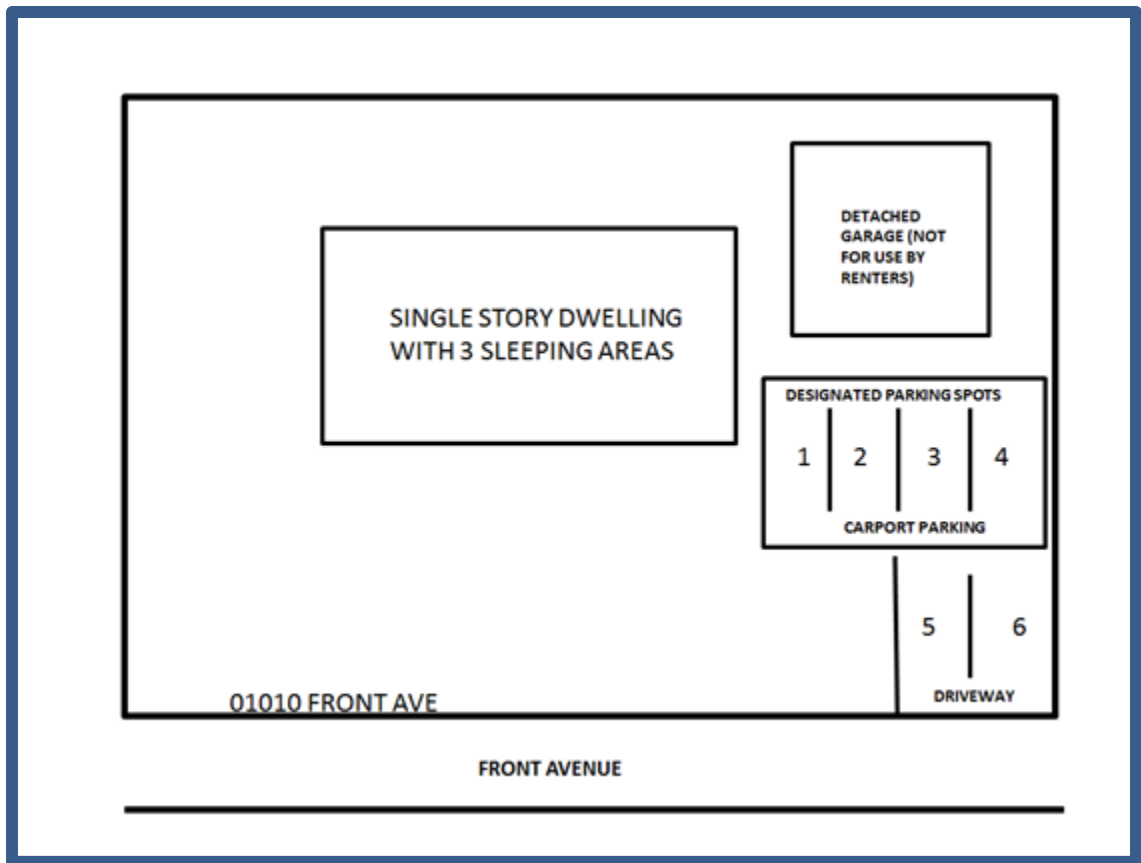 DETACHED
GARAGE (NOT
FOR USE BY
RENTERS)
SINGLE STORY DWELLING
WITH 3 SLEEPING AREAS
DESIGNATED PARKING SPOTS
1 2 3 4
CARPORT PARKING
5 6
DRIVEWAY
01010 FRONT AVE
FRONT AVENUE